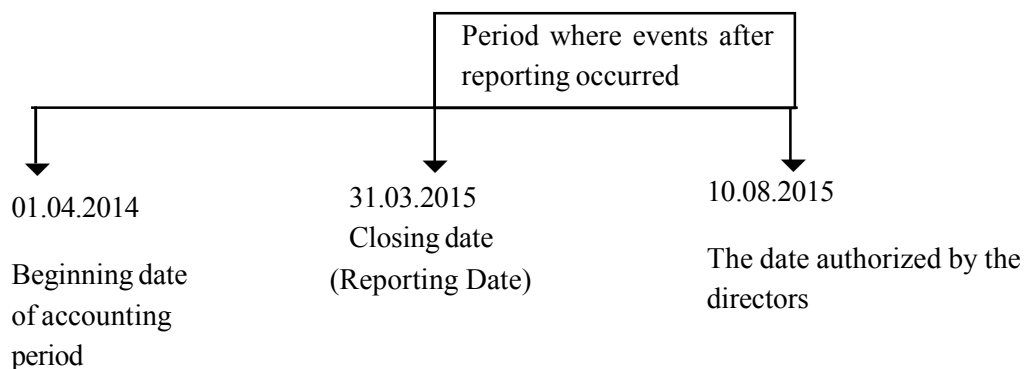 Period where events after
reporting occurred
01.04.2014
Beginning date
of accounting
period
31.03.2015
Closing date
(Reporting Date)
10.08.2015
The date authorized by the
directors